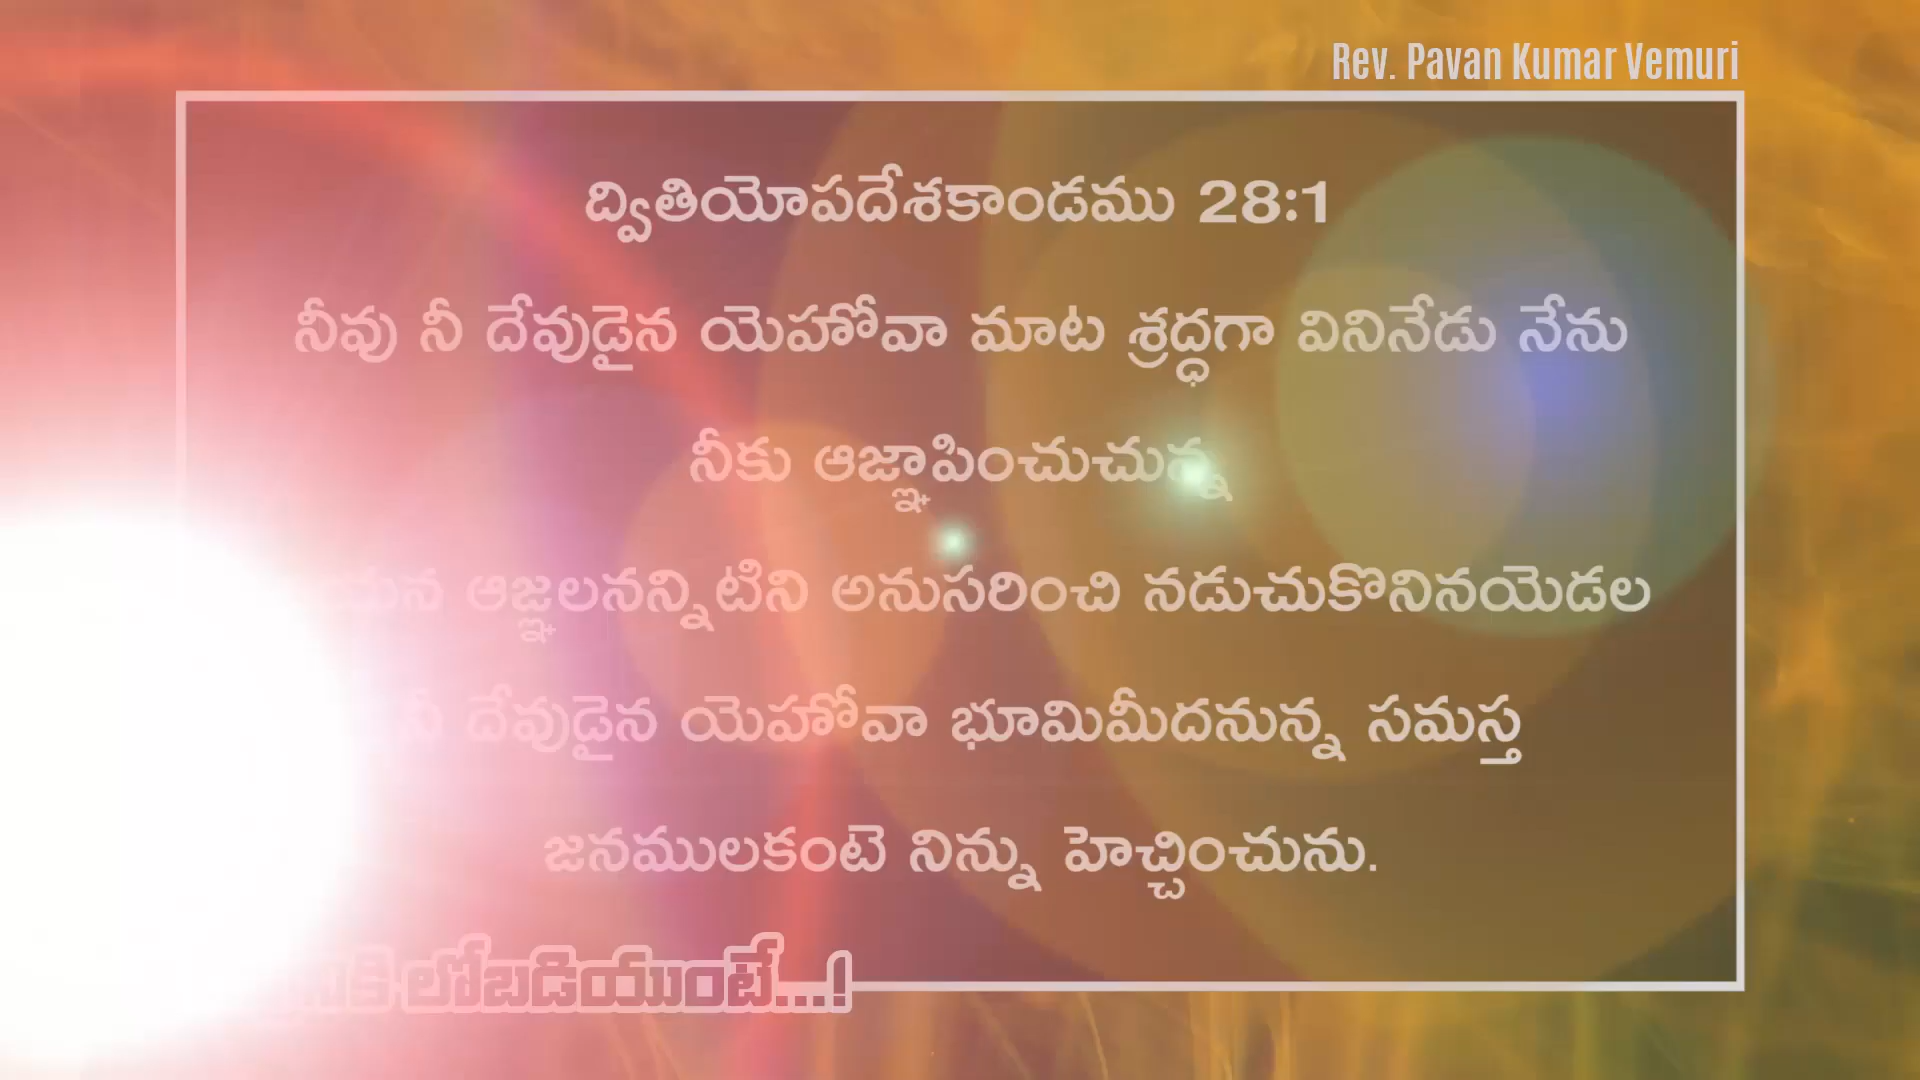 Rev. Pavan Kumar Vemuri
ద్వితియోపదేశకాండము 28:1
నీవు నీ దేవుడైన యెహోవా మాట శ్రద్ధగా వినినేడు నేను
నీకు ఆజ్ఞాపించుచున్న
ఆజ్ఞలనన్నిటిని అనుసరించి నడుచుకొనినయెడల
నీ దేవుడైన యెహోవా భూమిమీదనున్న సమస్త
జనములకంటె నిన్ను హెచ్చించును.
లోబడియుంటే...!